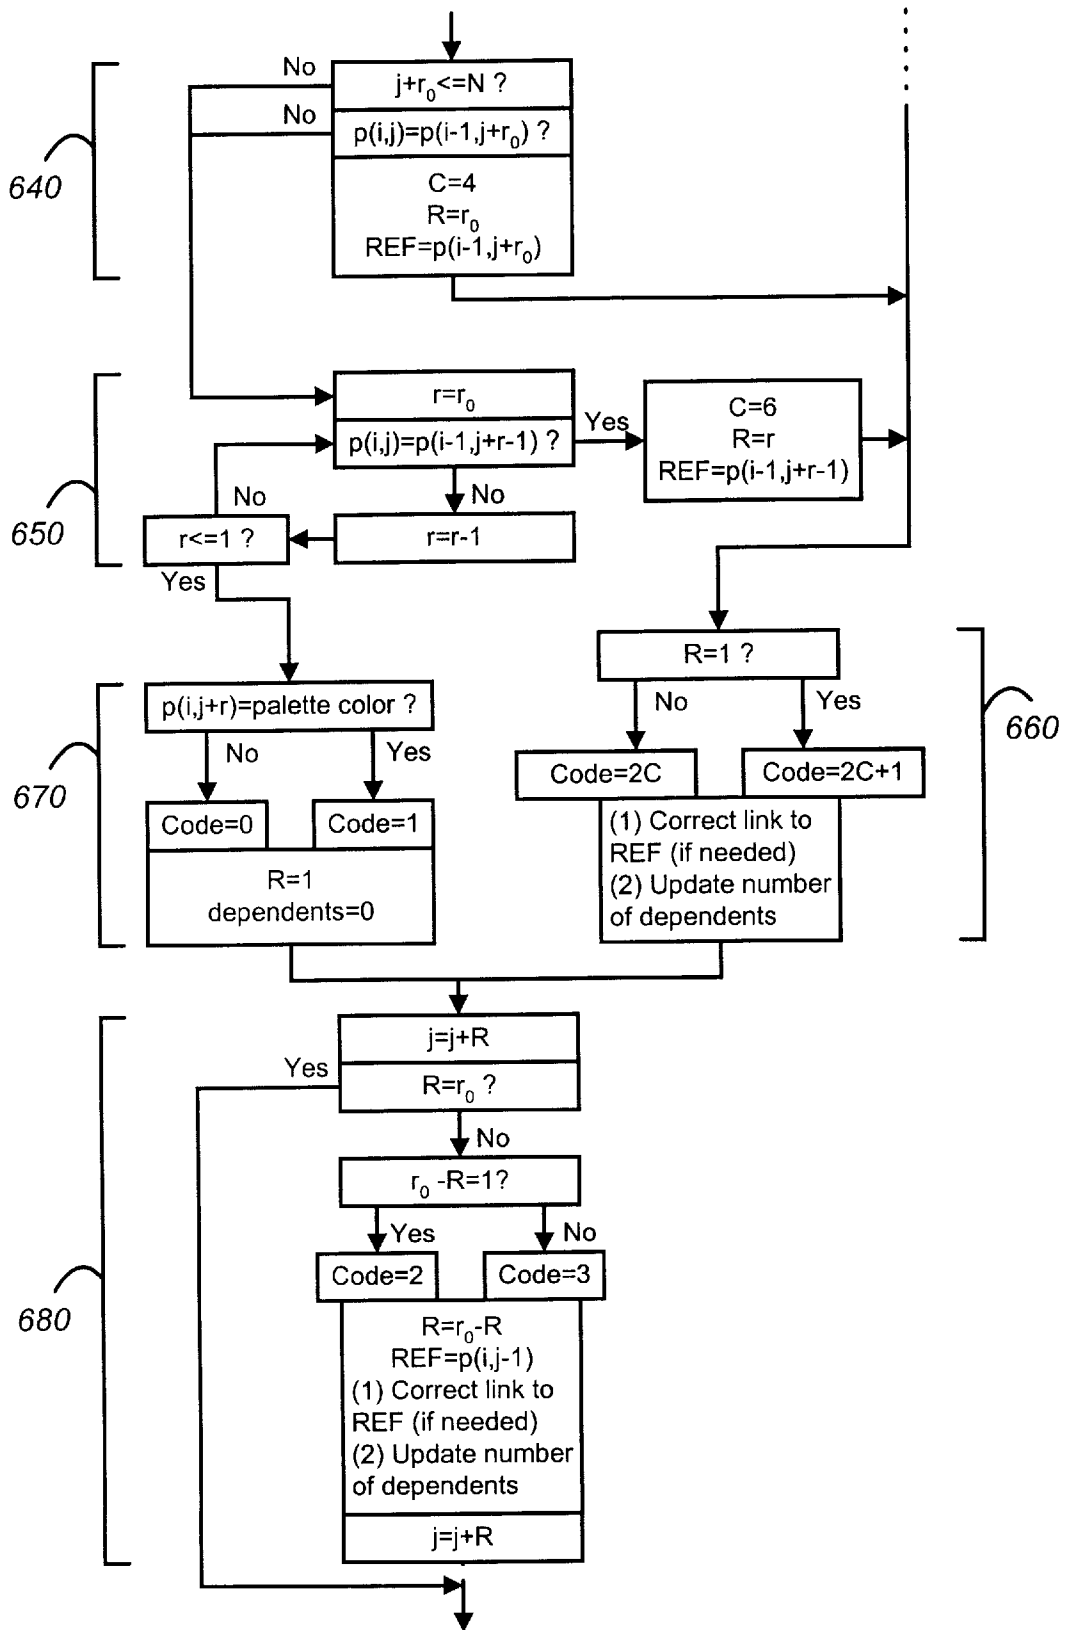 No
j+r₀<=N ?
No
p(i,j)=p(i-1,j+r₀) ?
C=4
R=r₀
REF=p(i-1,j+r₀)
640
r=r₀
p(i,j)=p(i-1,j+r-1) ?
Yes
C=6
R=r
REF=p(i-1,j+r-1)
No
No
650
r<=1 ?
r=r-1
Yes
R=1 ?
No
Yes
660
Code=2C
Code=2C+1
(1) Correct link to
REF (if needed)
(2) Update number
of dependents
p(i,j+r)=palette color ?
No
Yes
670
Code=0
Code=1
R=1
dependents=0
j=j+R
Yes
R=r₀ ?
No
r₀ -R=1?
Yes
No
Code=2
Code=3
680
R=r₀-R
REF=p(i,j-1)
(1) Correct link to
REF (if needed)
(2) Update number
of dependents
j=j+R